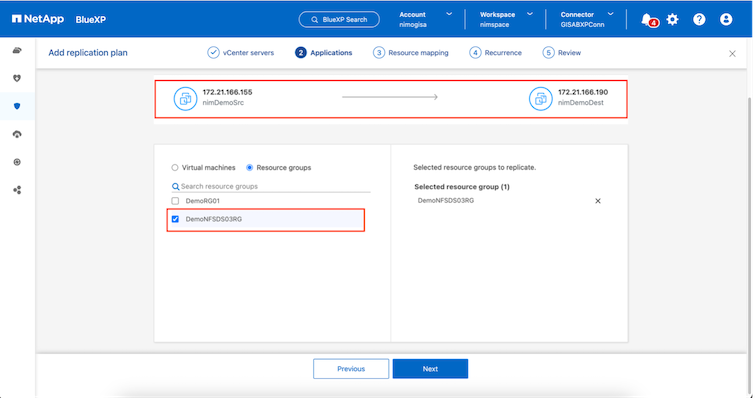 NetApp BlueXP BlueXP Search Account Workspace Connector
nimogisa nimspace GISABXPConn
4
Add replication plan vCenter servers 2 Applications 3 Resource mapping 4 Recurrence 5 Review
172.21.166.155 172.21.166.190
nimDemoSrc nimDemoDest
Virtual machines Resource groups Selected resource groups to replicate.
Search resource groups Selected resource group (1)
DemoRG01 DemoNFSDS03RG
DemoNFSDS03RG
Previous Next